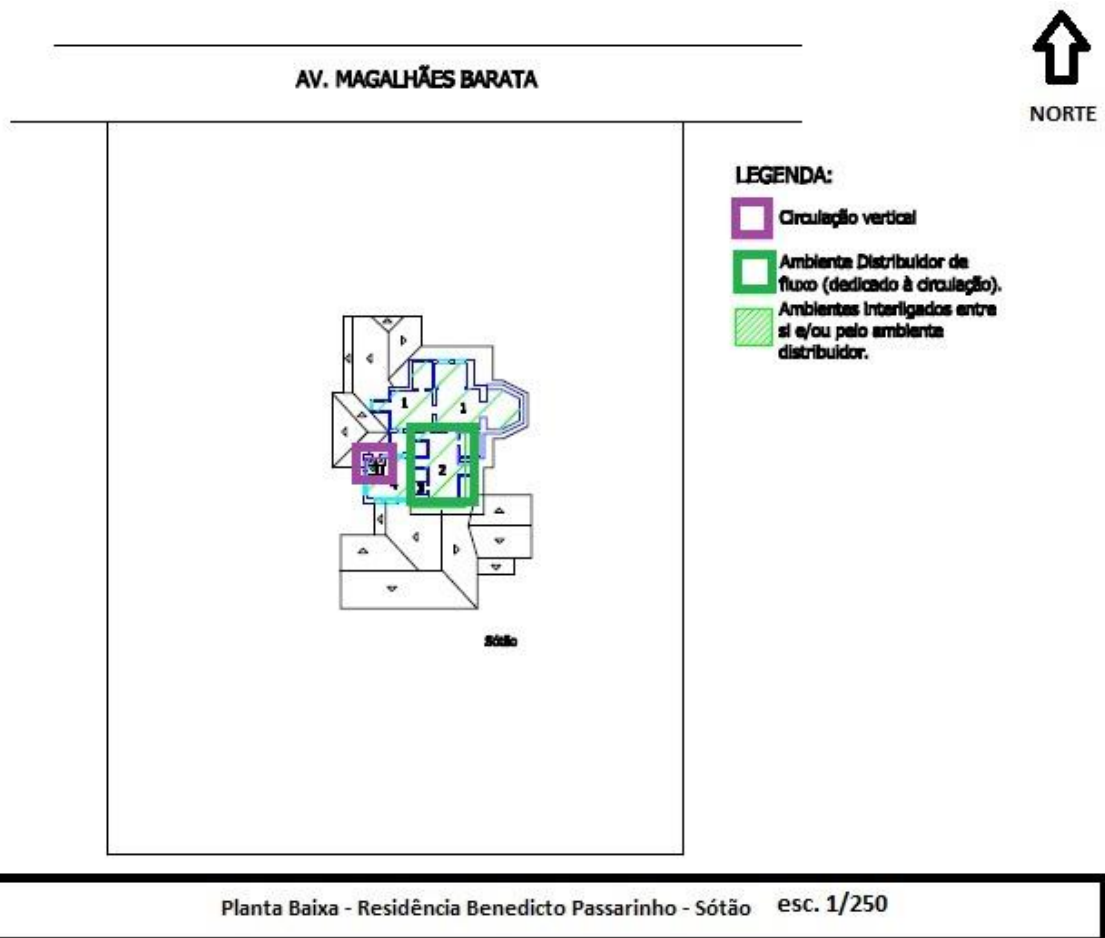 AV. MAGALHÃES BARATA
NORTE
LEGENDA:
Circulação vertical
Ambiente Distribuidor de
fluxo (dedicado à circulação).
Ambientes interligados entre
si e/ou pelo ambiente
distribuidor.
1
1
2
4
Sótão
Planta Baixa - Residência Benedicto Passarinho - Sótão esc. 1/250